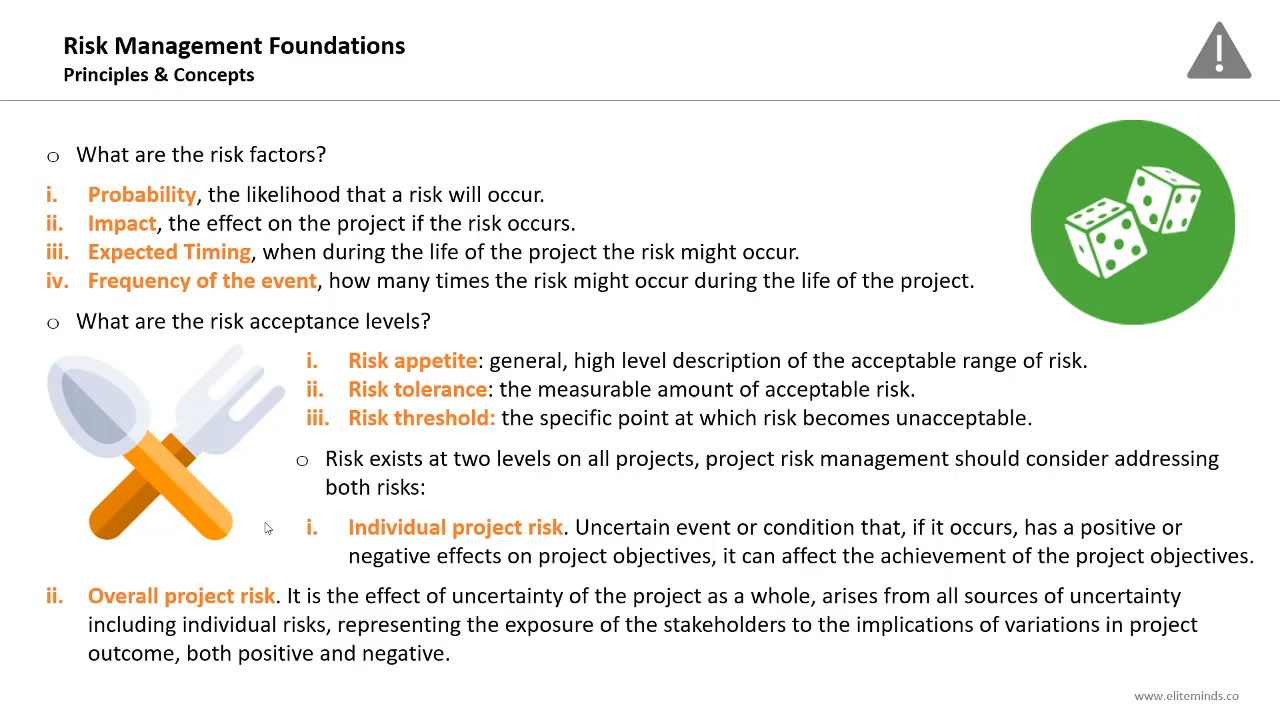 Risk Management Foundations
Principles & Concepts
o What are the risk factors?
i. Probability, the likelihood that a risk will occur.
ii. Impact, the effect on the project if the risk occurs.
iii. Expected Timing, when during the life of the project the risk might occur.
iv. Frequency of the event, how many times the risk might occur during the life of the project.
o What are the risk acceptance levels?
i. Risk appetite: general, high level description of the acceptable range of risk.
ii. Risk tolerance: the measurable amount of acceptable risk.
iii. Risk threshold: the specific point at which risk becomes unacceptable.
o Risk exists at two levels on all projects, project risk management should consider addressing
both risks:
i. Individual project risk. Uncertain event or condition that, if it occurs, has a positive or
negative effects on project objectives, it can affect the achievement of the project objectives.
ii. Overall project risk. It is the effect of uncertainty of the project as a whole, arises from all sources of uncertainty
including individual risks, representing the exposure of the stakeholders to the implications of variations in project
outcome, both positive and negative.
www.eliteminds.co